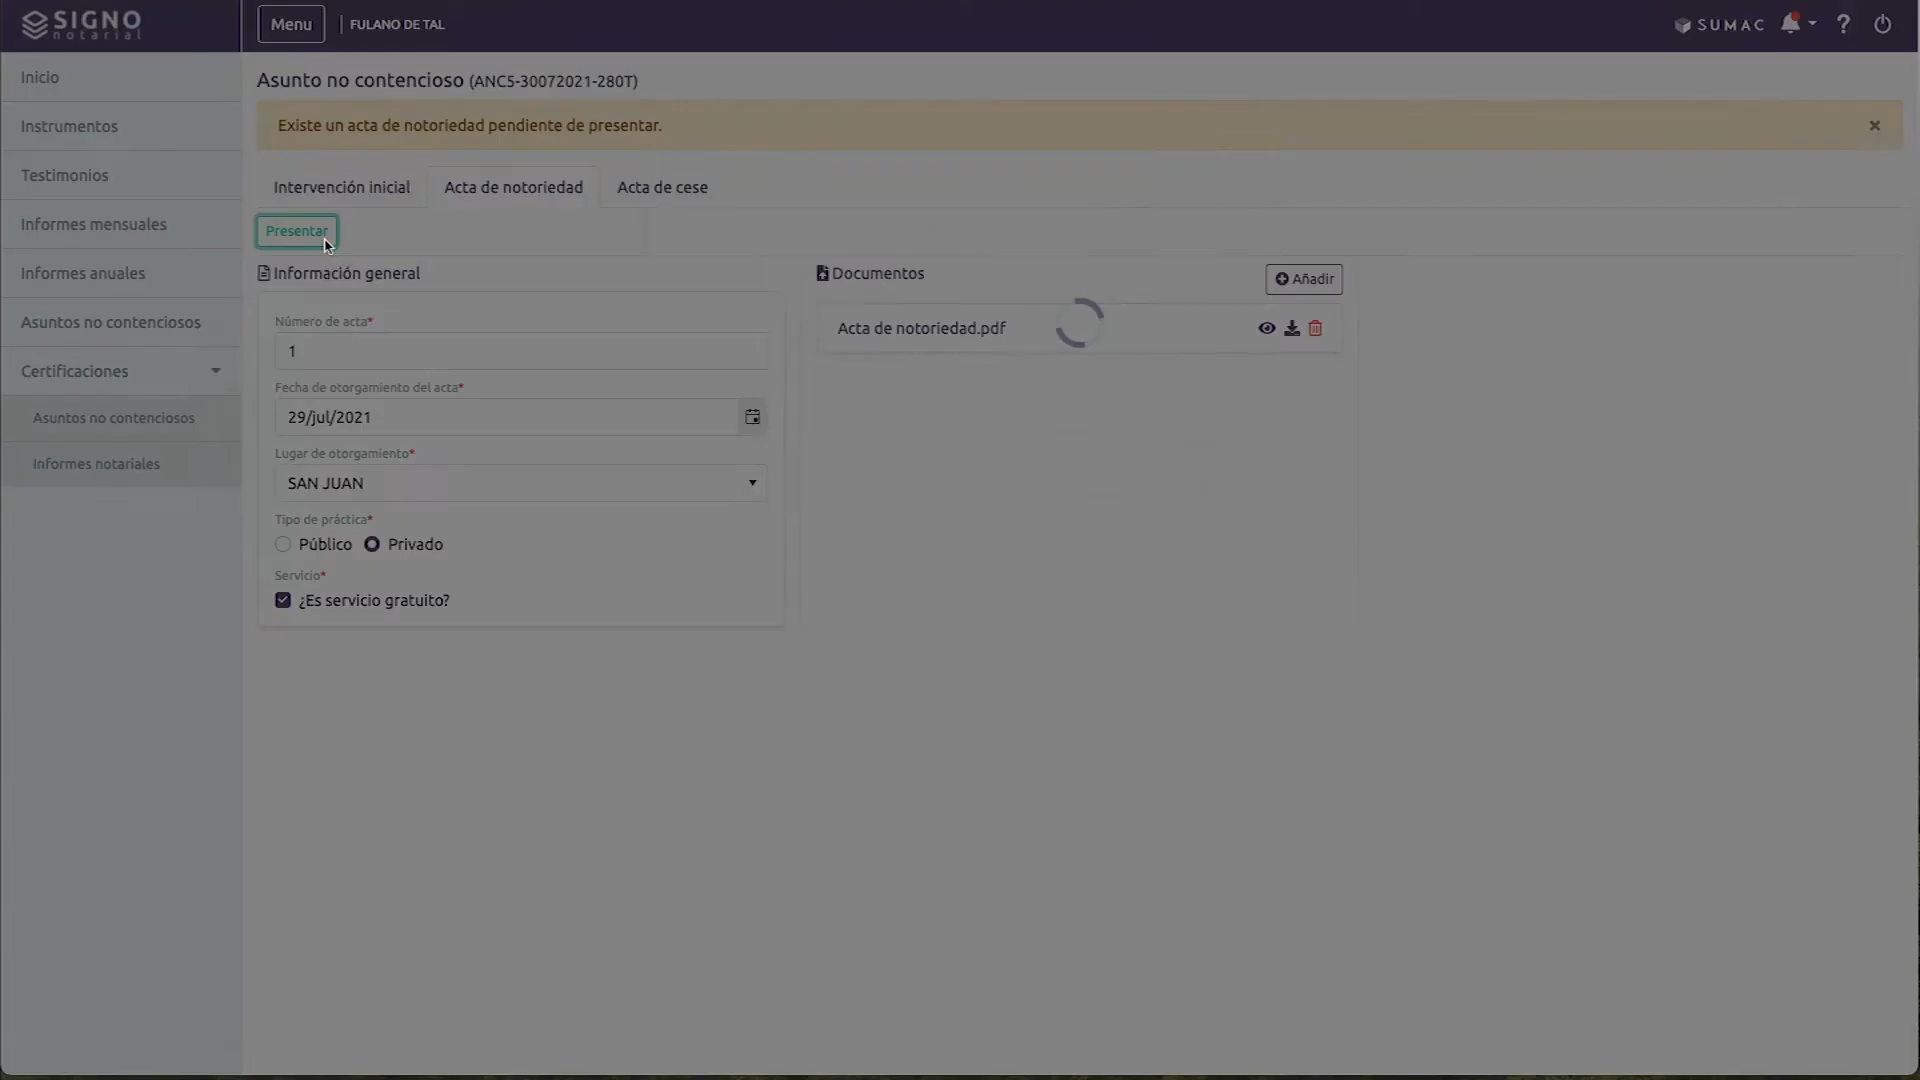 SIGNO
notarial
Menu
FULANO DE TAL
SUMAC
?
Inicio
Instrumentos
Testimonios
Informes mensuales
Informes anuales
Asuntos no contenciosos
Certificaciones
Asuntos no contenciosos
Informes notariales
Asunto no contencioso (ANC5-30072021-280T)
Existe un acta de notoriedad pendiente de presentar.
Intervención inicial
Acta de notoriedad
Acta de cese
Presentar
Información general
Número de acta*
1
Fecha de otorgamiento del acta*
29/jul/2021
Lugar de otorgamiento*
SAN JUAN
Tipo de práctica*
Público
Privado
Servicio*
¿Es servicio gratuito?
Documentos
Añadir
Acta de notoriedad.pdf